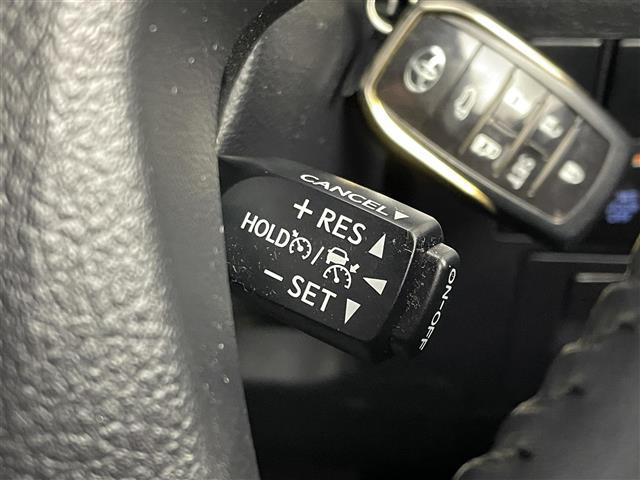 CANCEL
+ RES
HOLD /
− SET
ON-OFF